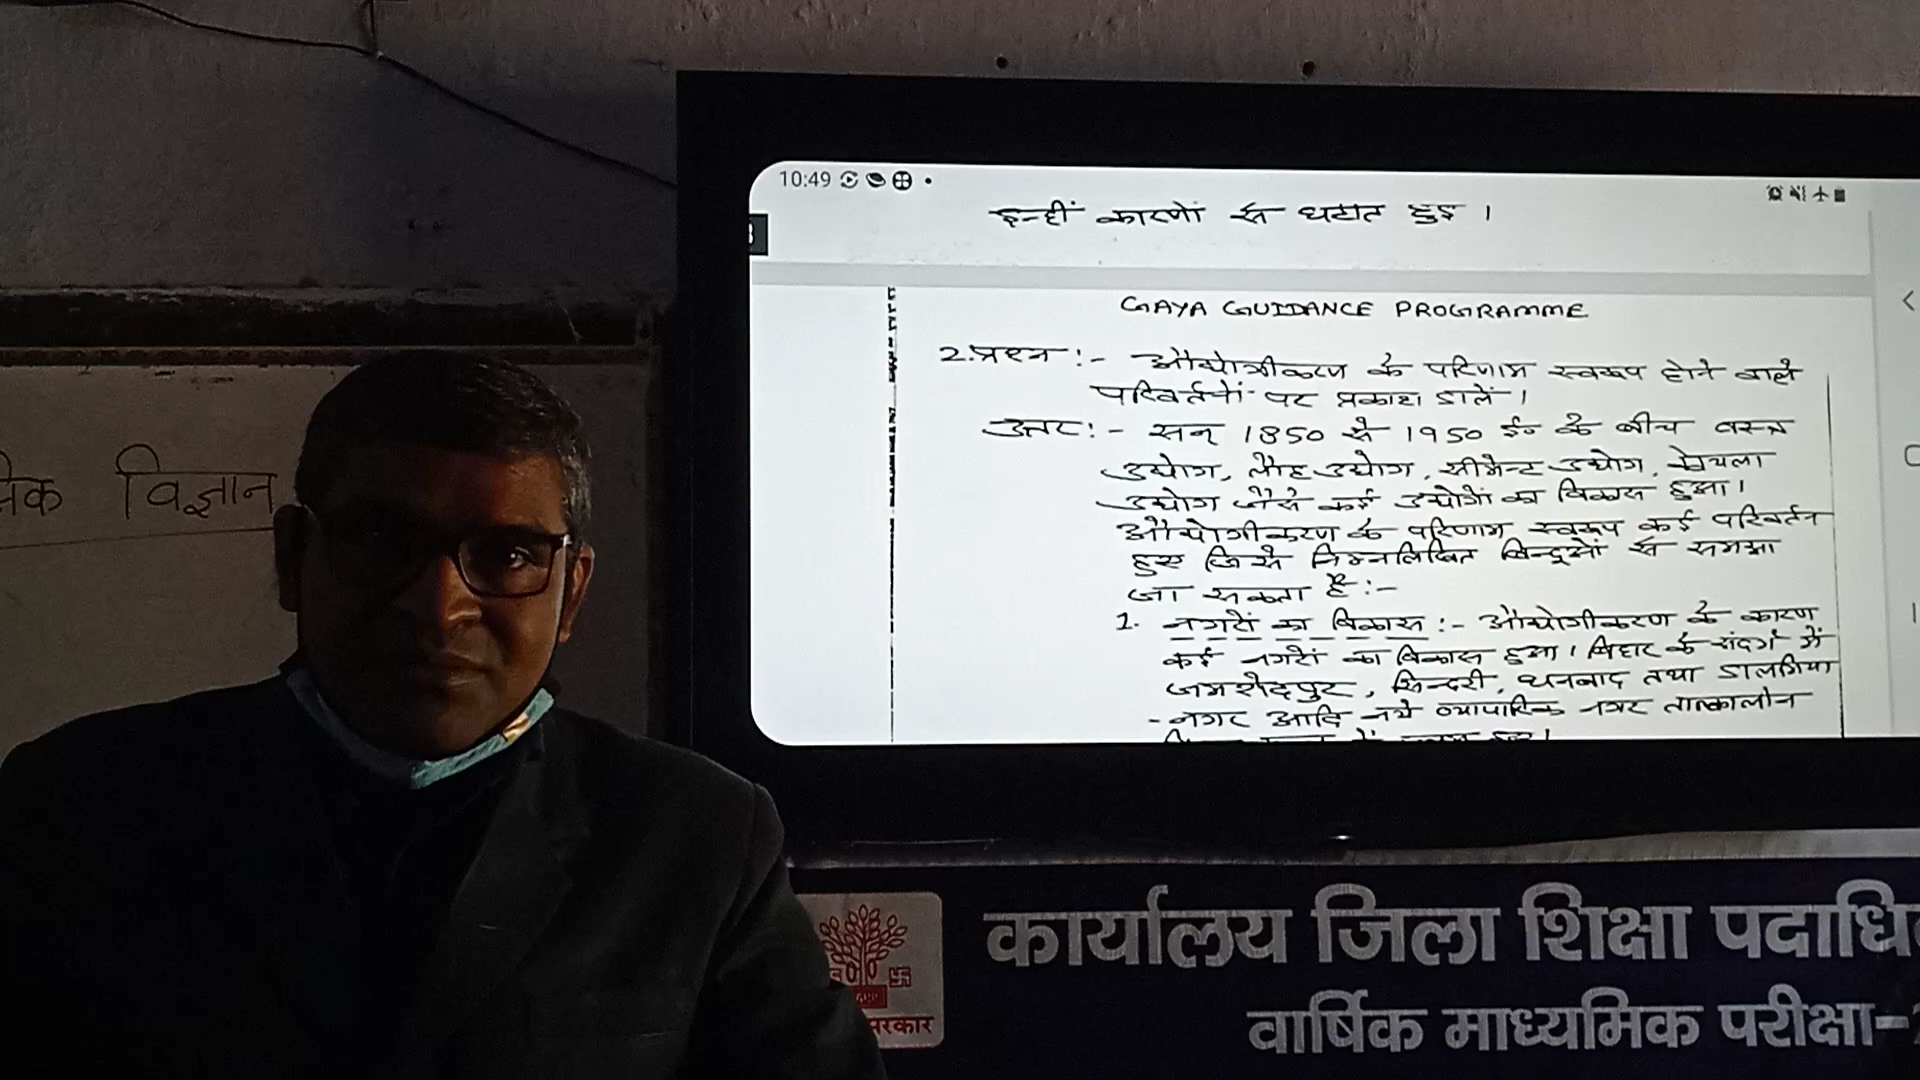 10:49
इन्हीं कारणों से घटीत हुई ।
GAYA GUIDANCE PROGRAMME
2.प्रश्न :- औद्योगीकरण के परिणाम स्वरूप होने वाले
परिवर्तनों पर प्रकाश डालें ।
उत्तर :- सन् 1850 से 1950 ई० के बीच वस्त्र
उद्योग, लौह उद्योग, सीमेन्ट उद्योग, कोयला
उद्योग जैसे कई उद्योगों का विकास हुआ ।
औद्योगीकरण के परिणाम स्वरूप कई परिवर्तन
हुए जिसे निम्नलिखित बिन्दूओं से समझा
जा सकता है :-
1. नगरों का विकास :- औद्योगीकरण के कारण
कई नगरों का विकास हुआ । बिहार के संदर्भ में
जमशेदपुर, सिन्दरी, धनबाद तथा डालमिया
-नगर आदि नये व्यापारिक नगर तात्कालीन
विज्ञान
कार्यालय जिला शिक्षा पदाधि
सरकार
वार्षिक माध्यमिक परीक्षा-